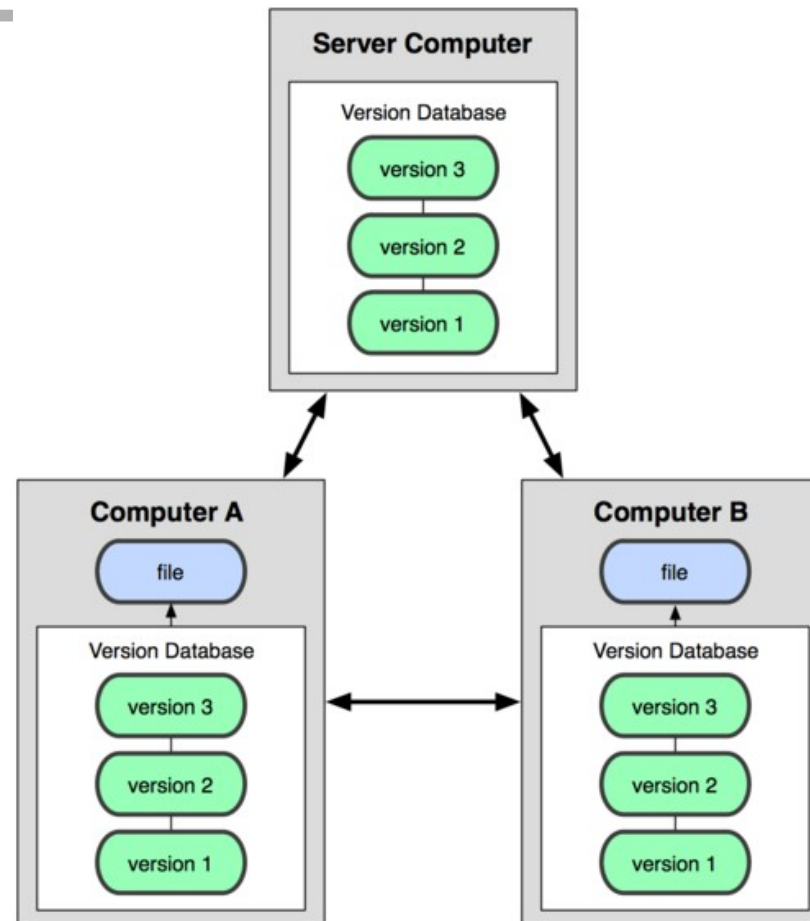 Server Computer
Version Database
version 3
version 2
version 1
Computer A
file
Version Database
version 3
version 2
version 1
Computer B
file
Version Database
version 3
version 2
version 1